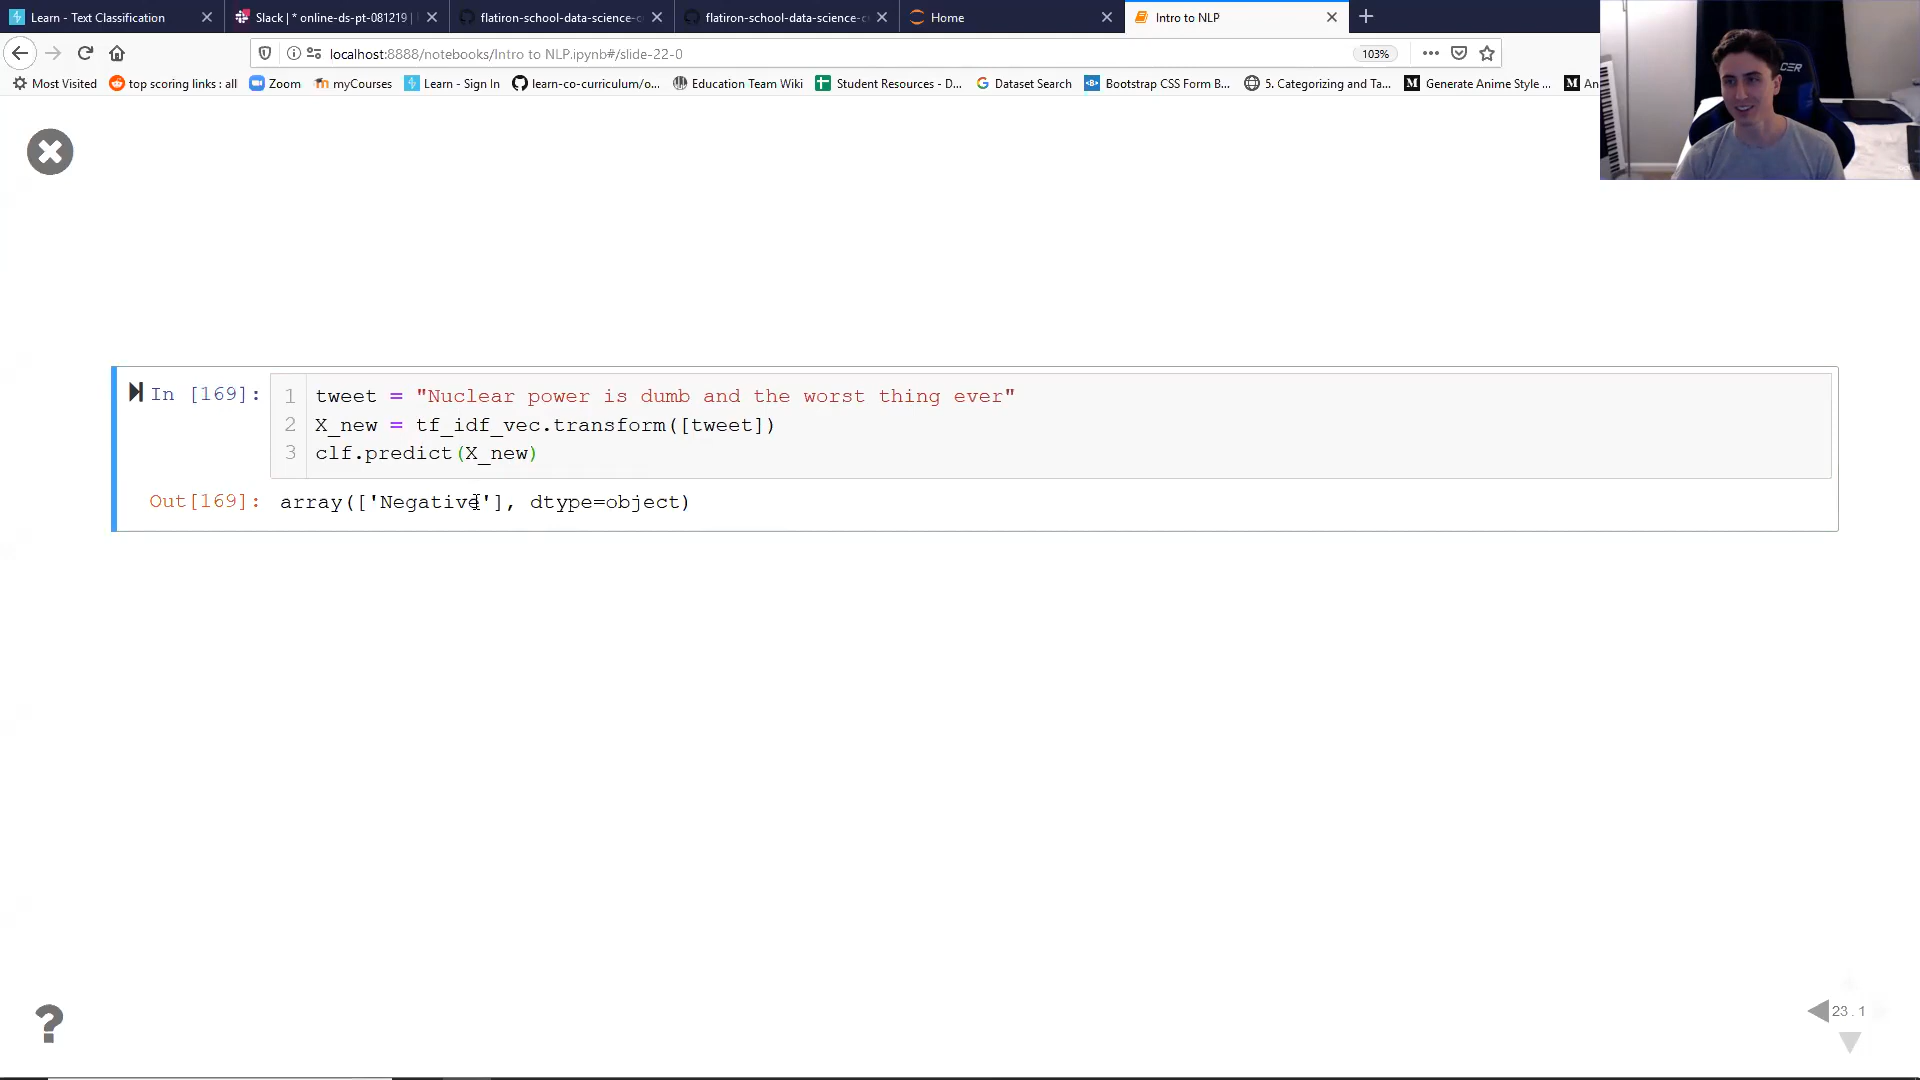 Learn - Text Classification
Slack | * online-ds-pt-081219 |
flatiron-school-data-science-c
flatiron-school-data-science-c
Home
Intro to NLP
localhost:8888/notebooks/Intro to NLP.ipynb#/slide-22-0
103%
Most Visited
top scoring links : all
Zoom
myCourses
Learn - Sign In
learn-co-curriculum/o...
Education Team Wiki
Student Resources - D...
Dataset Search
Bootstrap CSS Form B...
5. Categorizing and Ta...
Generate Anime Style ...
An
CER
In [169]:
1 tweet = "Nuclear power is dumb and the worst thing ever"
2 X_new = tf_idf_vec.transform([tweet])
3 clf.predict(X_new)
Out[169]: array(['Negative'], dtype=object)
?
23.1